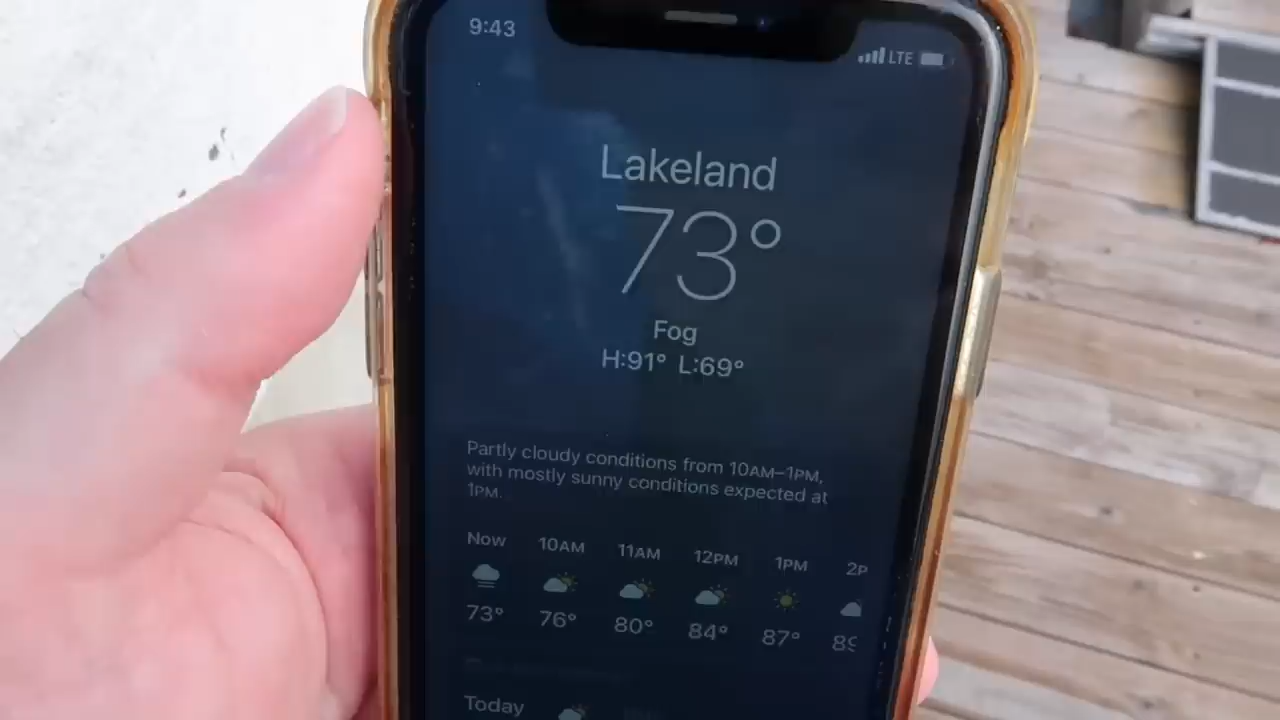 9:43
LTE
Lakeland
73°
Fog
H:91° L:69°
Partly cloudy conditions from 10AM–1PM,
with mostly sunny conditions expected at
1PM.
Now 10AM 11AM 12PM 1PM 2P
73° 76° 80° 84° 87°
Today